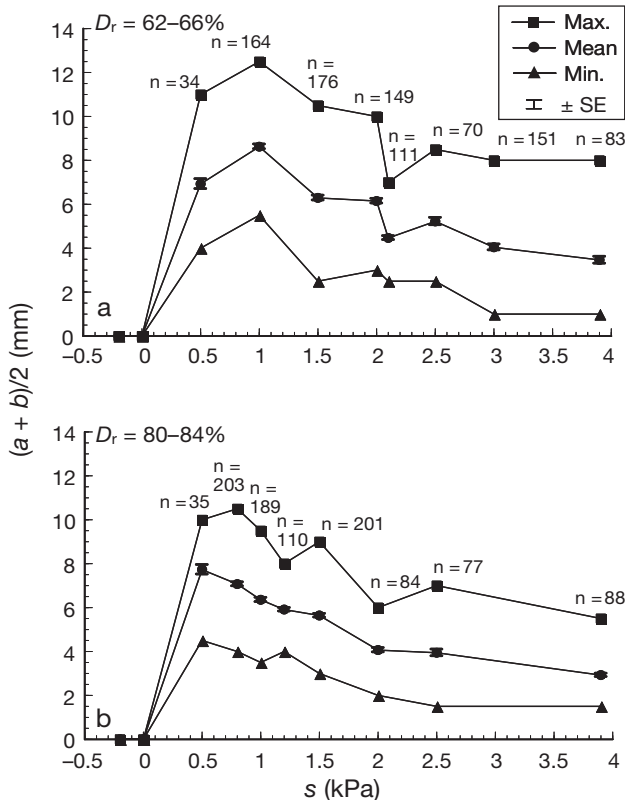 Dr = 62–66%
Max.
Mean
Min.
± SE
14
12
10
8
6
4
2
0
n = 34
n = 164
n =
176
n = 149
n =
111
n = 70
n = 151
n = 83
a
–0.5
0
0.5
1
1.5
2
2.5
3
3.5
4
(a + b)/2 (mm)
Dr = 80–84%
14
12
10
8
6
4
2
0
n = 35
n =
203
n =
189
n =
110
n = 201
n = 84
n = 77
n = 88
b
–0.5
0
0.5
1
1.5
2
2.5
3
3.5
4
s (kPa)